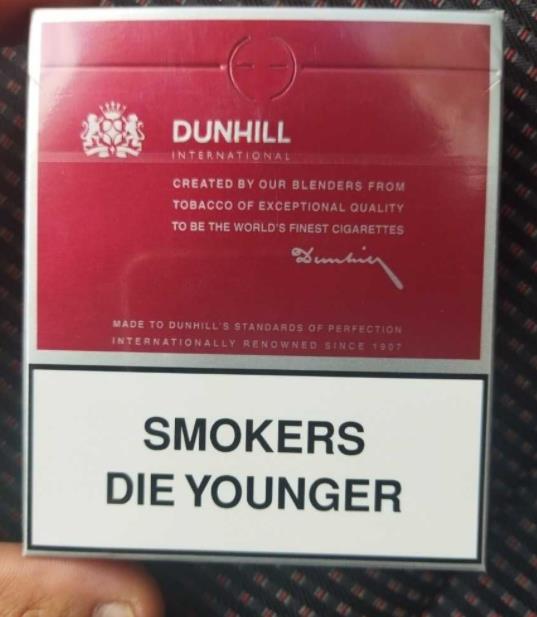 DUNHILL
INTERNATIONAL
CREATED BY OUR BLENDERS FROM
TOBACCO OF EXCEPTIONAL QUALITY
TO BE THE WORLD'S FINEST CIGARETTES
Dunhill
MADE TO DUNHILL'S STANDARDS OF PERFECTION
INTERNATIONALLY RENOWNED SINCE 1907
SMOKERS
DIE YOUNGER